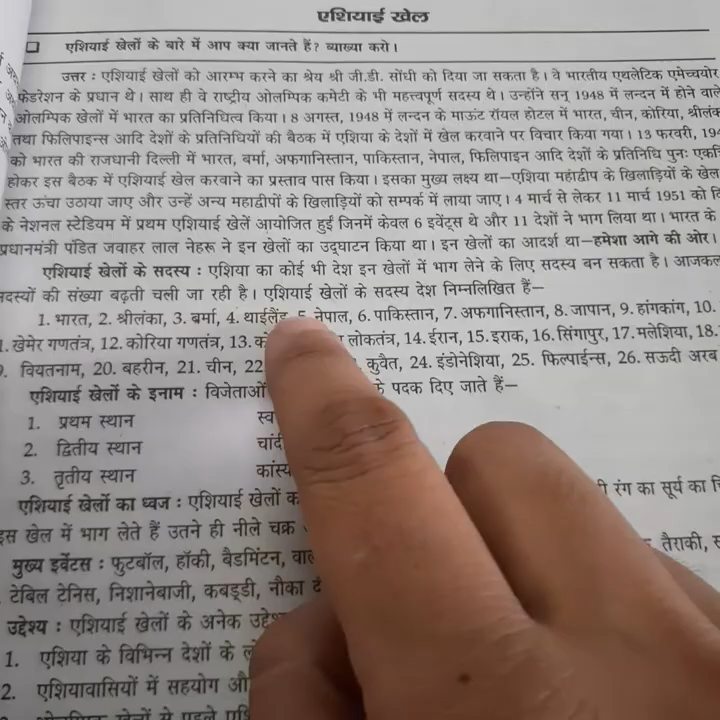 एशियाई खेल
एशियाई खेलों के बारे में आप क्या जानते हैं? व्याख्या करो।
उत्तर : एशियाई खेलों को आरम्भ करने का श्रेय श्री जी.डी. सोंधी को दिया जा सकता है। वे भारतीय एथलेटिक एमेच्योर
फेडरेशन के प्रधान थे। साथ ही वे राष्ट्रीय ओलम्पिक कमेटी के भी महत्त्वपूर्ण सदस्य थे। उन्होंने सन् 1948 में लन्दन में होने वाले
ओलम्पिक खेलों में भारत का प्रतिनिधित्व किया। 8 अगस्त, 1948 में लन्दन के माऊंट रॉयल होटल में भारत, चीन, कोरिया,
तथा फिलिपाइन्स आदि देशों के प्रतिनिधियों की बैठक में एशिया के देशों में खेल करवाने पर विचार किया गया। 13 फरवरी,
को भारत की राजधानी दिल्ली में भारत, बर्मा, अफगानिस्तान, पाकिस्तान, नेपाल, फिलिपाइन आदि देशों के प्रतिनिधि पुनः
होकर इस बैठक में एशियाई खेल करवाने का प्रस्ताव पास किया। इसका मुख्य लक्ष्य था—एशिया महांद्वीप के खिलाड़ियों के खेल
स्तर ऊंचा उठाया जाए और उन्हें अन्य महाद्वीपों के खिलाड़ियों को सम्पर्क में लाया जाए। 4 मार्च से लेकर 11 मार्च 1951 को
के नेशनल स्टेडियम में प्रथम एशियाई खेलें आयोजित हुईं जिनमें केवल 6 इवेंट्स थे और 11 देशों ने भाग लिया था। भारत के
प्रधानमंत्री पंडित जवाहर लाल नेहरू ने इन खेलों का उद्घाटन किया था। इन खेलों का आदर्श था—हमेशा आगे की ओर।
एशियाई खेलों के सदस्य : एशिया का कोई भी देश इन खेलों में भाग लेने के लिए सदस्य बन सकता है। आजकल
सदस्यों की संख्या बढ़ती चली जा रही है। एशियाई खेलों के सदस्य देश निम्नलिखित हैं—
1. भारत, 2. श्रीलंका, 3. बर्मा, 4. थाईलैंड 5. नेपाल, 6. पाकिस्तान, 7. अफगानिस्तान, 8. जापान, 9. हांगकांग, 10.
खेमेर गणतंत्र, 12. कोरिया गणतंत्र, 13. लोकतंत्र, 14. ईरान, 15. इराक, 16. सिंगापुर, 17. मलेशिया, 18.
वियतनाम, 20. बहरीन, 21. चीन, 22 कुवैत, 24. इंडोनेशिया, 25. फिल्पाईन्स, 26. सऊदी अरब
एशियाई खेलों के इनाम : विजेताओं के पदक दिए जाते हैं—
1. प्रथम स्थान
2. द्वितीय स्थान
3. तृतीय स्थान
एशियाई खेलों का ध्वज : एशियाई खेलों रंग का सूर्य का
इस खेल में भाग लेते हैं उतने ही नीले चक्र
मुख्य इवेंटस : फुटबॉल, हॉकी, बैडमिंटन, तैराकी,
टेबिल टेनिस, निशानेबाजी, कबड्डी, नौका
उद्देश्य : एशियाई खेलों के अनेक
1. एशिया के विभिन्न देशों के
2. एशियावासियों में सहयोग